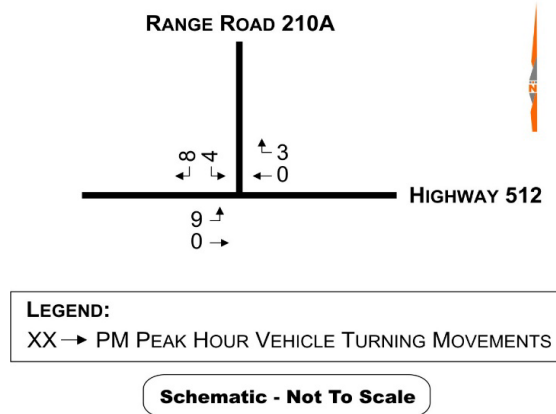 RANGE ROAD 210A
8 4
3
0
HIGHWAY 512
9
0
N
LEGEND:
XX → PM PEAK HOUR VEHICLE TURNING MOVEMENTS
Schematic - Not To Scale